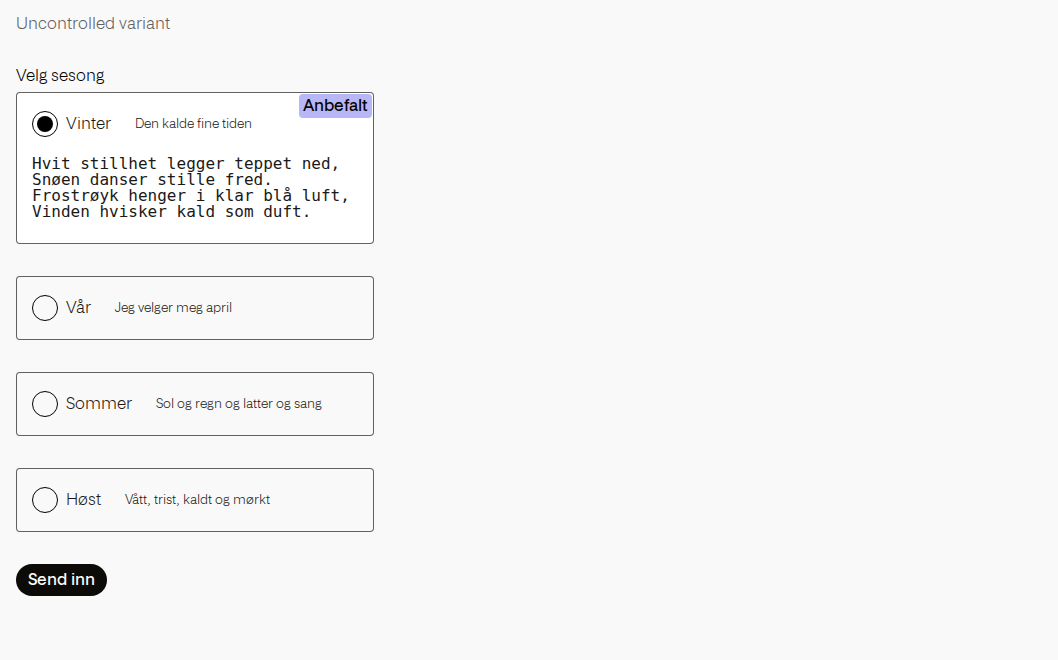 Uncontrolled variant
Velg sesong
Anbefalt
Vinter Den kalde fine tiden
Hvit stillhet legger teppet ned,
Snøen danser stille fred.
Frostrøyk henger i klar blå luft,
Vinden hvisker kald som duft.
Vår Jeg velger meg april
Sommer Sol og regn og latter og sang
Høst Vått, trist, kaldt og mørkt
Send inn